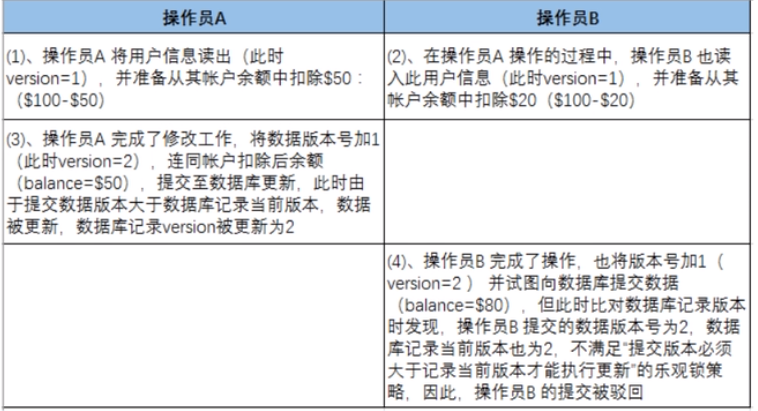 操作员A
操作员B
(1)、操作员A 将用户信息读出（此时
version=1），并准备从其帐户余额中扣除$50：
（$100-$50）
(2)、在操作员A 操作的过程中，操作员B 也读
入此用户信息（此时version=1），并准备从其
帐户余额中扣除$20（$100-$20）
(3)、操作员A 完成了修改工作，将数据版本号加1
（此时version=2），连同帐户扣除后余额
（balance=$50），提交至数据库更新，此时由
于提交数据版本大于数据库记录当前版本，数据
被更新，数据库记录version被更新为2
(4)、操作员B 完成了操作，也将版本号加1（
version=2 ） 并试图向数据库提交数据
（balance=$80），但此时比对数据库记录版本
时发现，操作员B 提交的数据版本号为2，数据
库记录当前版本也为2，不满足“提交版本必须
大于记录当前版本才能执行更新”的乐观锁策
略，因此，操作员B 的提交被驳回